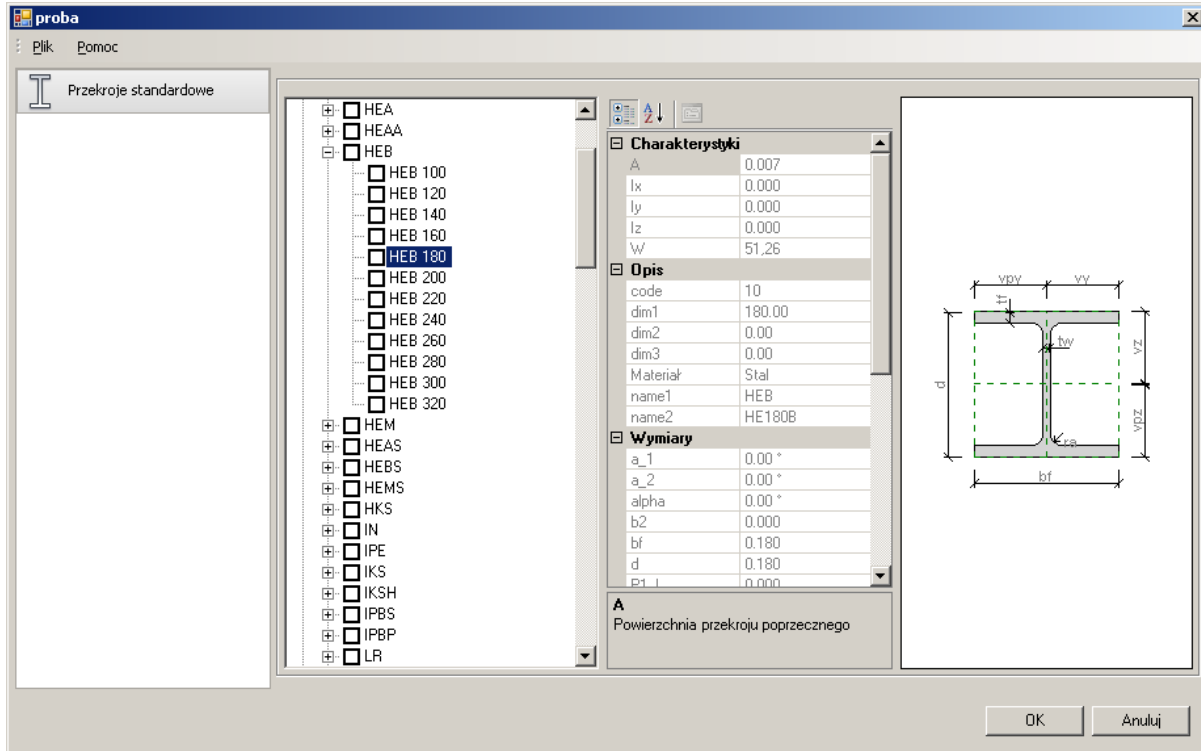 proba
Plik Pomoc
Przekroje standardowe
HEA
HEAA
HEB
HEB 100
HEB 120
HEB 140
HEB 160
HEB 180
HEB 200
HEB 220
HEB 240
HEB 260
HEB 280
HEB 300
HEB 320
HEM
HEAS
HEBS
HEMS
HKS
IN
IPE
IKS
IKSH
IPBS
IPBP
LR
Charakterystyki
A 0.007
Ix 0.000
Iy 0.000
Iz 0.000
W 51,26
Opis
code 10
dim1 180.00
dim2 0.00
dim3 0.00
Materiał Stal
name1 HEB
name2 HE180B
Wymiary
a_1 0.00 °
a_2 0.00 °
alpha 0.00 °
b2 0.000
bf 0.180
d 0.180
P1_L 0.000
A
Powierzchnia przekroju poprzecznego
vpy vy
tf
tw
vz
d
vpz
ra
bf
OK Anuluj